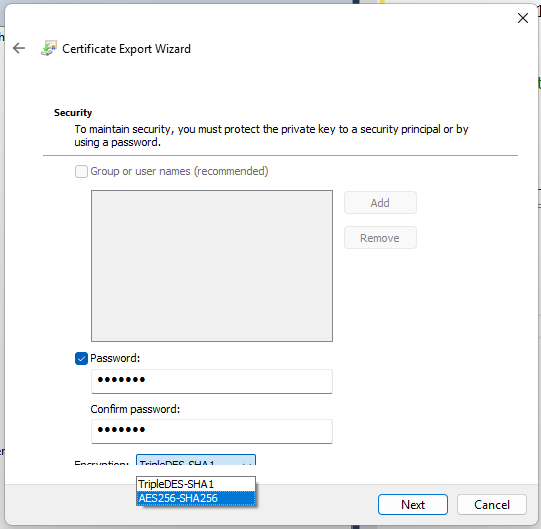 Certificate Export Wizard
Security
To maintain security, you must protect the private key to a security principal or by
using a password.
Group or user names (recommended)
Add
Remove
Password:
•••••••
Confirm password:
•••••••
Encryption: TripleDES-SHA1
TripleDES-SHA1
AES256-SHA256
Next
Cancel